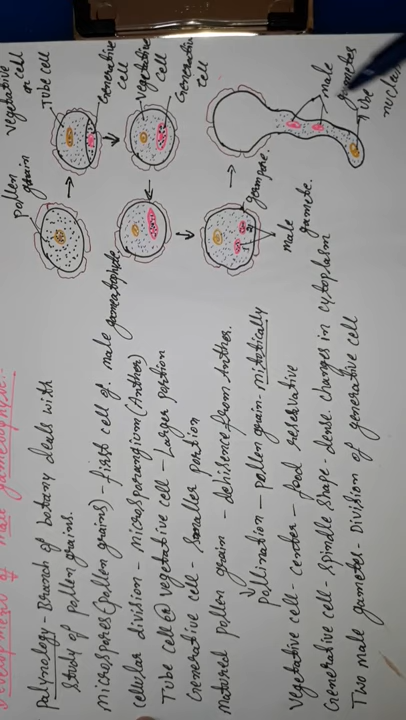 Development of Male gametophyte:-
Palynology - Branch of botany deals with
study of pollen grains.
Microspores (pollen grains) - first cell of male gameatophyte
Cellular division - Microsporangium (Anther)
Tube cell @ vegetative cell - Larger portion
Generative cell - smaller portion
Matured pollen grain - dehisence from Anther.
pollination - pollen grain - mitotically
Vegetative cell - center - food reservative
Generative cell - spindle shape - dense. changes in cytoplasm
Two male gametes - Division of generative cell
pollen
grain
Vegetative
or cell
Tube cell
Generative
cell
Vegetative
cell
Generative
cell
germpore.
male
gamete.
male
gametes
Tube